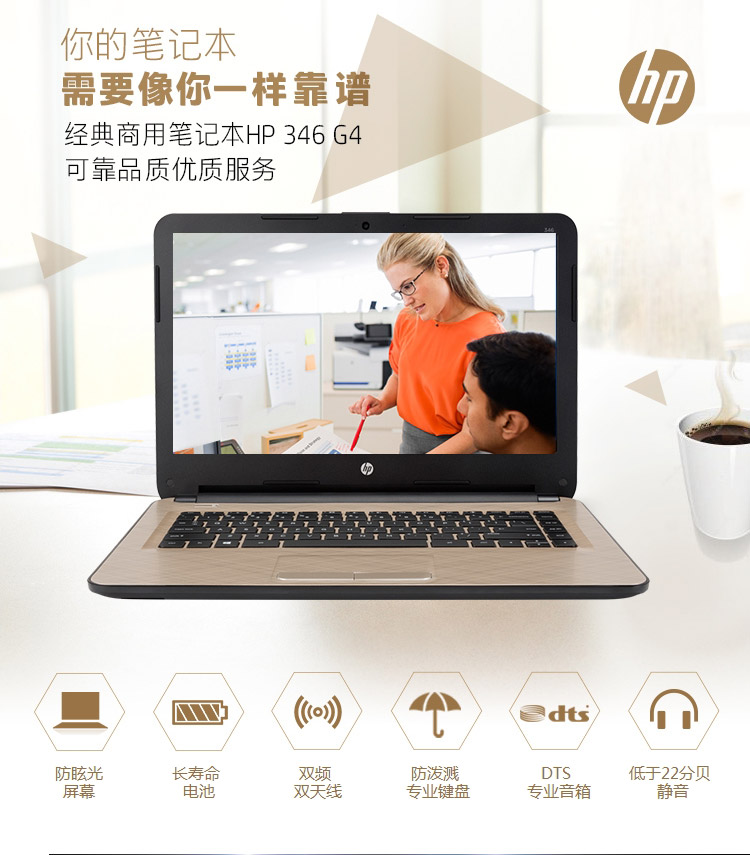 你的笔记本
需要像你一样靠谱
经典商用笔记本HP 346 G4
可靠品质优质服务
hp
346
hp
dts
防眩光
屏幕
长寿命
电池
双频
双天线
防泼溅
专业键盘
DTS
专业音箱
低于22分贝
静音